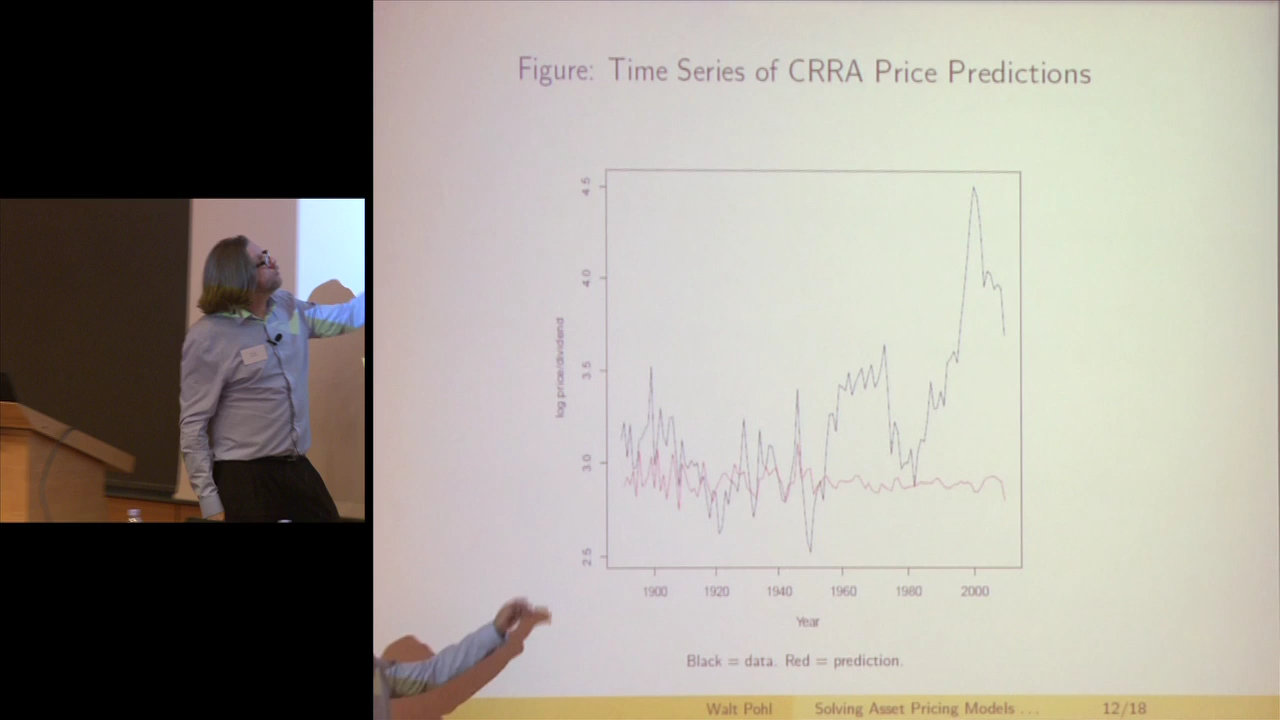 Figure: Time Series of CRRA Price Predictions
4.5
4.0
3.5
3.0
2.5
log price/dividend
1900 1920 1940 1960 1980 2000
Year
Black = data. Red = prediction.
Walt Pohl Solving Asset Pricing Models ... 12/18